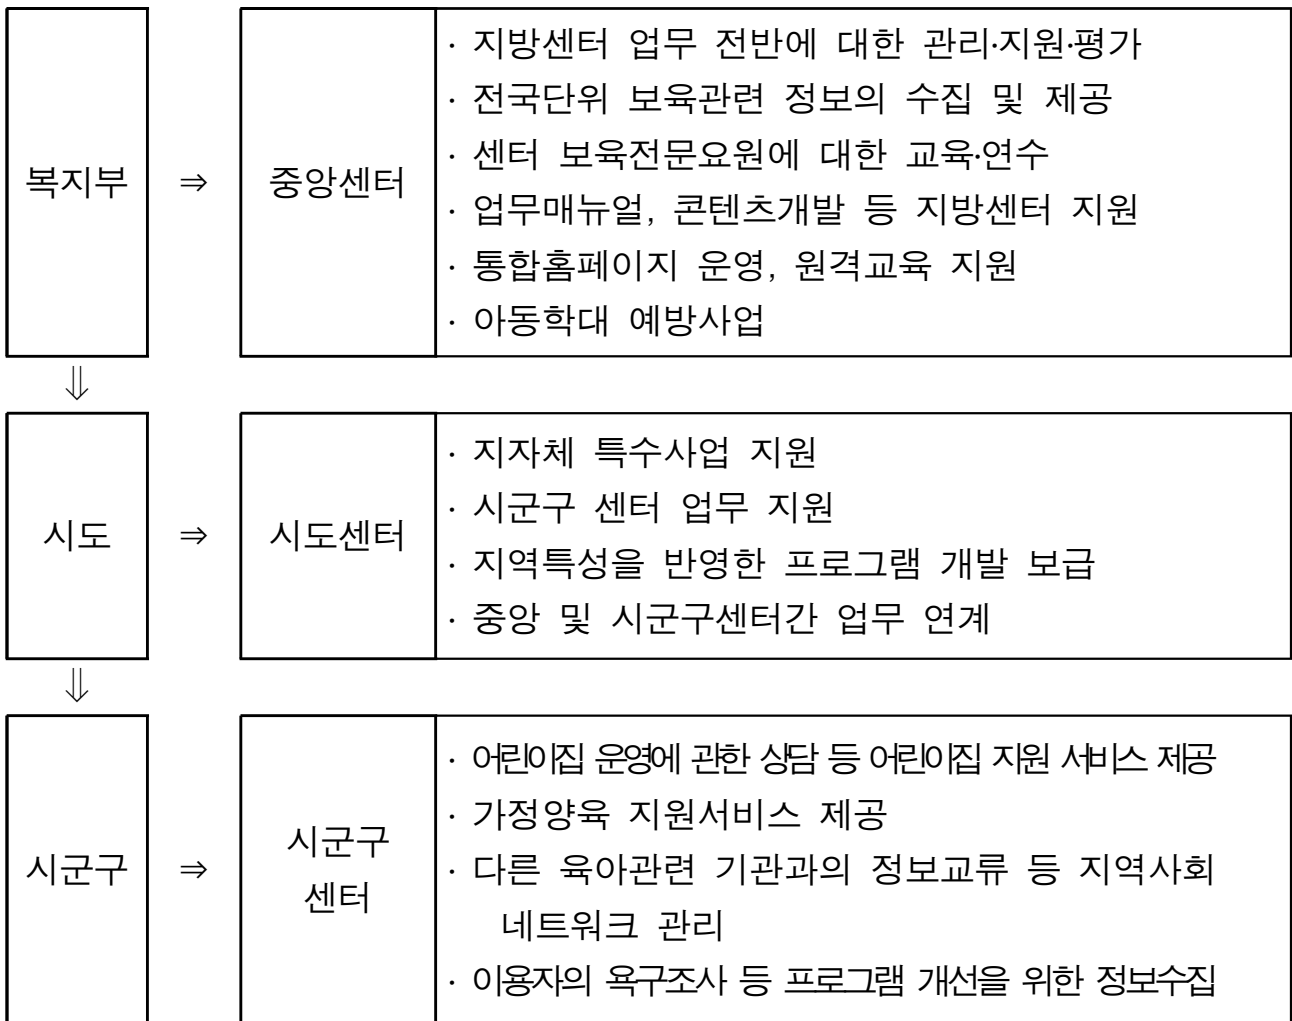 복지부
⇒
중앙센터
· 지방센터 업무 전반에 대한 관리·지원·평가
· 전국단위 보육관련 정보의 수집 및 제공
· 센터 보육전문요원에 대한 교육·연수
· 업무매뉴얼, 콘텐츠개발 등 지방센터 지원
· 통합홈페이지 운영, 원격교육 지원
· 아동학대 예방사업
⇓
시도
⇒
시도센터
· 지자체 특수사업 지원
· 시군구 센터 업무 지원
· 지역특성을 반영한 프로그램 개발 보급
· 중앙 및 시군구센터간 업무 연계
⇓
시군구
⇒
시군구
센터
· 어린이집 운영에 관한 상담 등 어린이집 지원 서비스 제공
· 가정양육 지원서비스 제공
· 다른 육아관련 기관과의 정보교류 등 지역사회
네트워크 관리
· 이용자의 욕구조사 등 프로그램 개선을 위한 정보수집